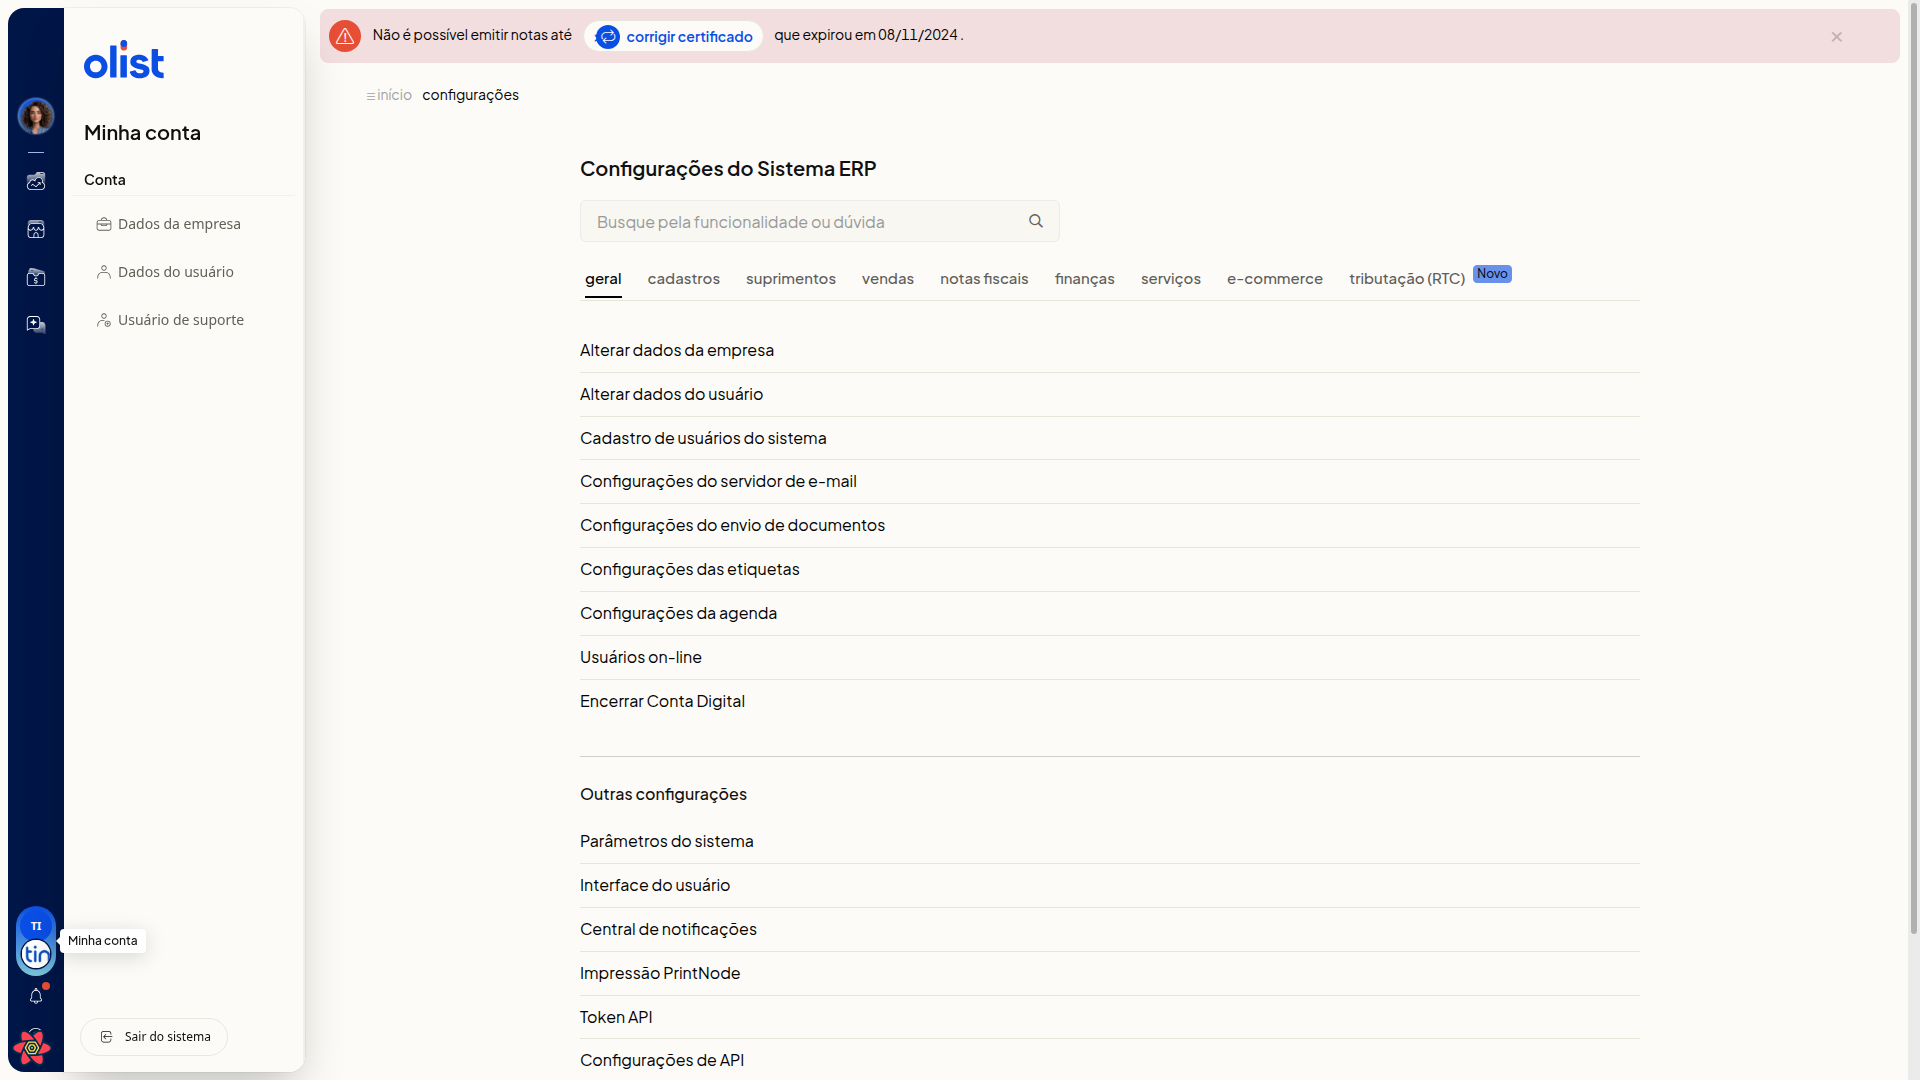 olist
Minha conta
Conta
Dados da empresa
Dados do usuário
Usuário de suporte
TI
tin
Minha conta
Sair do sistema
Não é possível emitir notas até corrigir certificado que expirou em 08/11/2024 .
início configurações
Configurações do Sistema ERP
Busque pela funcionalidade ou dúvida
geral cadastros suprimentos vendas notas fiscais finanças serviços e-commerce tributação (RTC) Novo
Alterar dados da empresa
Alterar dados do usuário
Cadastro de usuários do sistema
Configurações do servidor de e-mail
Configurações do envio de documentos
Configurações das etiquetas
Configurações da agenda
Usuários on-line
Encerrar Conta Digital
Outras configurações
Parâmetros do sistema
Interface do usuário
Central de notificações
Impressão PrintNode
Token API
Configurações de API